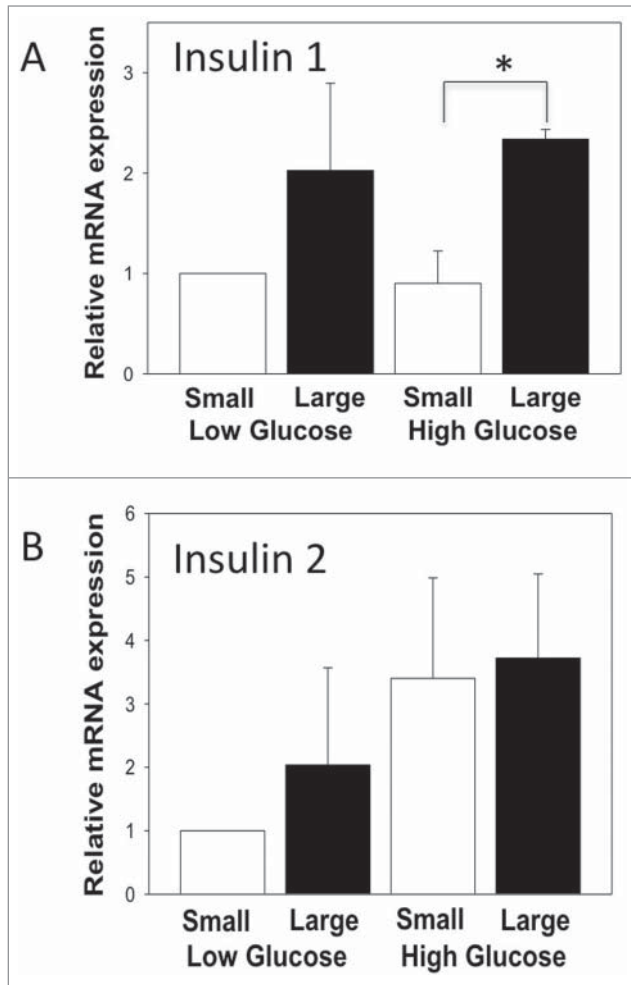 A
Insulin 1
Relative mRNA expression
3
2
1
0
*
Small Large Small Large
Low Glucose High Glucose
B
Insulin 2
Relative mRNA expression
6
5
4
3
2
1
0
Small Large Small Large
Low Glucose High Glucose